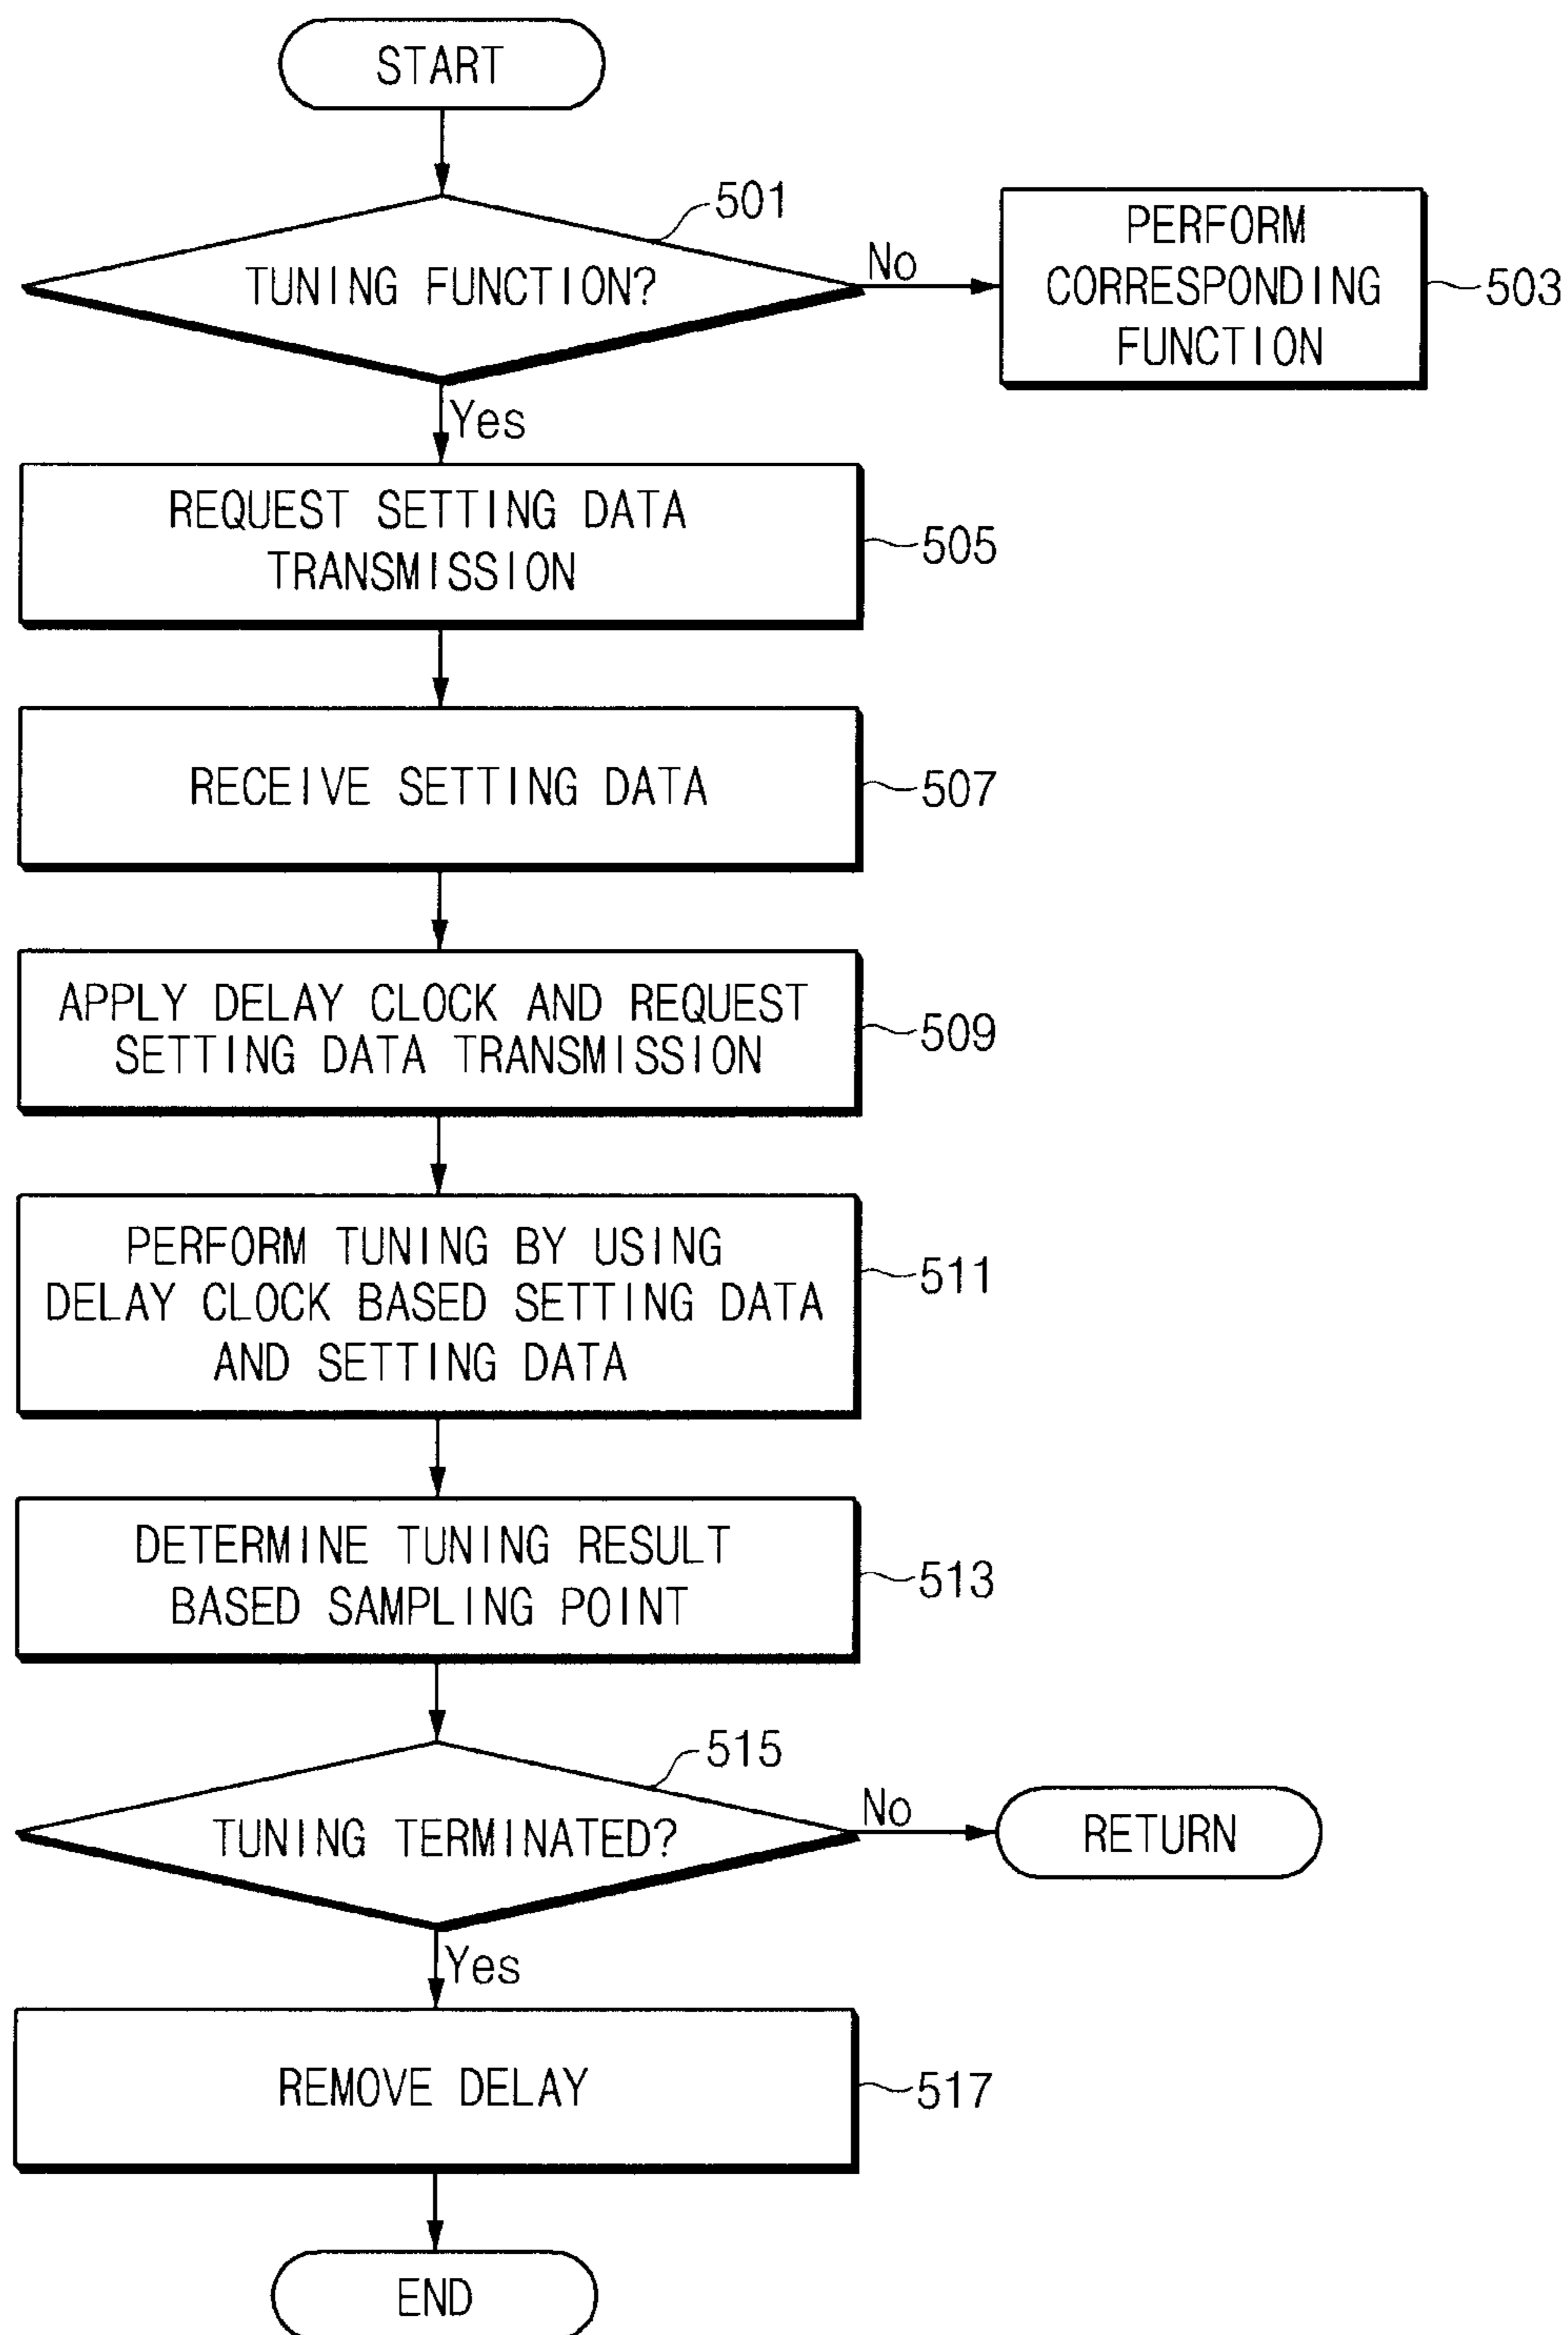 START
501
TUNING FUNCTION?
No
PERFORM
CORRESPONDING
FUNCTION
503
Yes
REQUEST SETTING DATA
TRANSMISSION
505
RECEIVE SETTING DATA
507
APPLY DELAY CLOCK AND REQUEST
SETTING DATA TRANSMISSION
509
PERFORM TUNING BY USING
DELAY CLOCK BASED SETTING DATA
AND SETTING DATA
511
DETERMINE TUNING RESULT
BASED SAMPLING POINT
513
515
TUNING TERMINATED?
No
RETURN
Yes
REMOVE DELAY
517
END